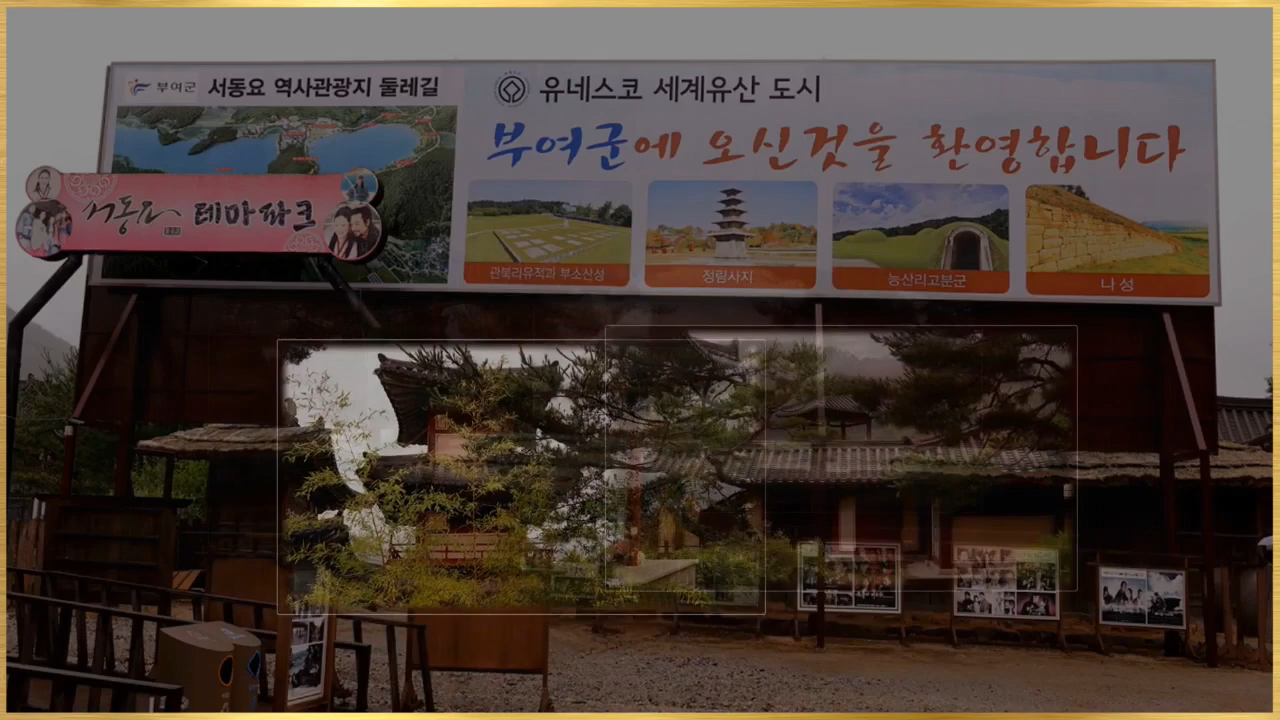 부여군 서동요 역사관광지 둘레길
유네스코 세계유산 도시
부여군에 오신것을 환영합니다
서동요 테마파크
관북리유적과 부소산성
정림사지
능산리고분군
나성